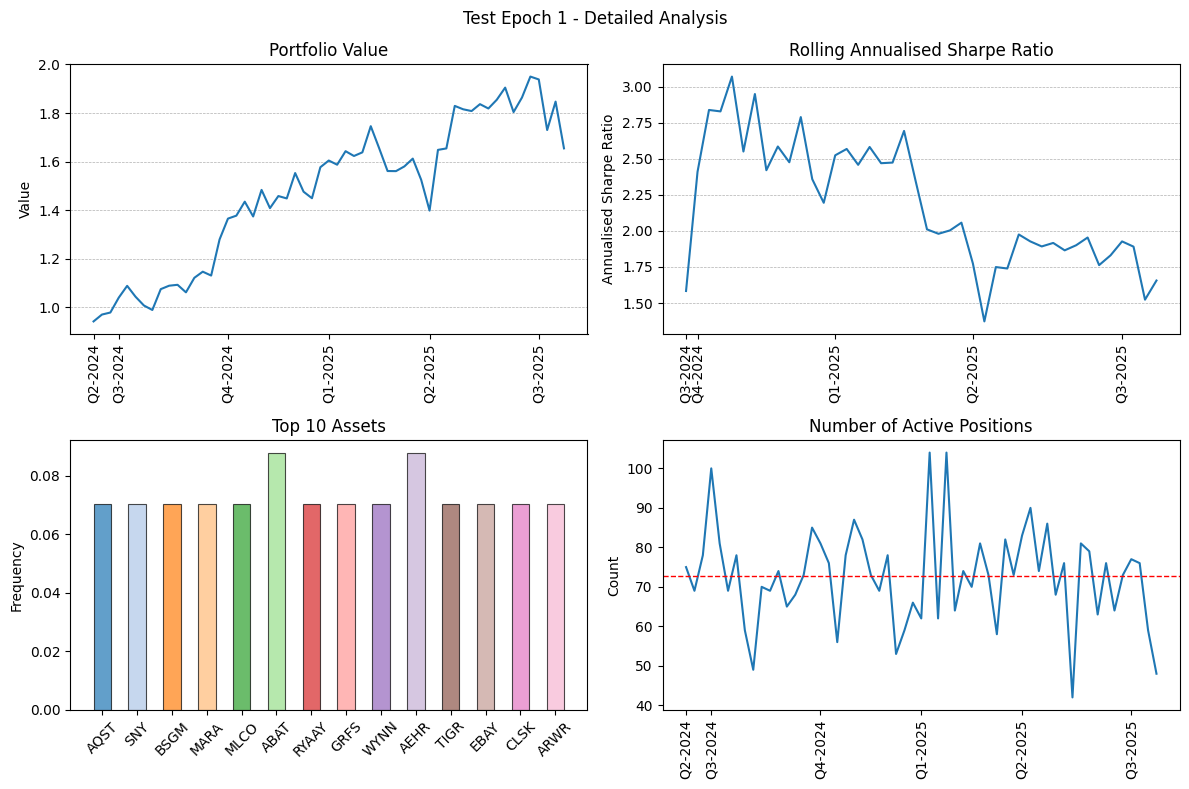 Test Epoch 1 - Detailed Analysis
Portfolio Value
Value
2.0
1.8
1.6
1.4
1.2
1.0
Q2-2024
Q3-2024
Q4-2024
Q1-2025
Q2-2025
Q3-2025
Rolling Annualised Sharpe Ratio
Annualised Sharpe Ratio
3.00
2.75
2.50
2.25
2.00
1.75
1.50
Q3-2024
Q4-2024
Q1-2025
Q2-2025
Q3-2025
Top 10 Assets
Frequency
0.08
0.06
0.04
0.02
0.00
AQST
SNY
BSGM
MARA
MLCO
ABAT
RYAAY
GRFS
WYNN
AEHR
TIGR
EBAY
CLSK
ARWR
Number of Active Positions
Count
100
90
80
70
60
50
40
Q2-2024
Q3-2024
Q4-2024
Q1-2025
Q2-2025
Q3-2025